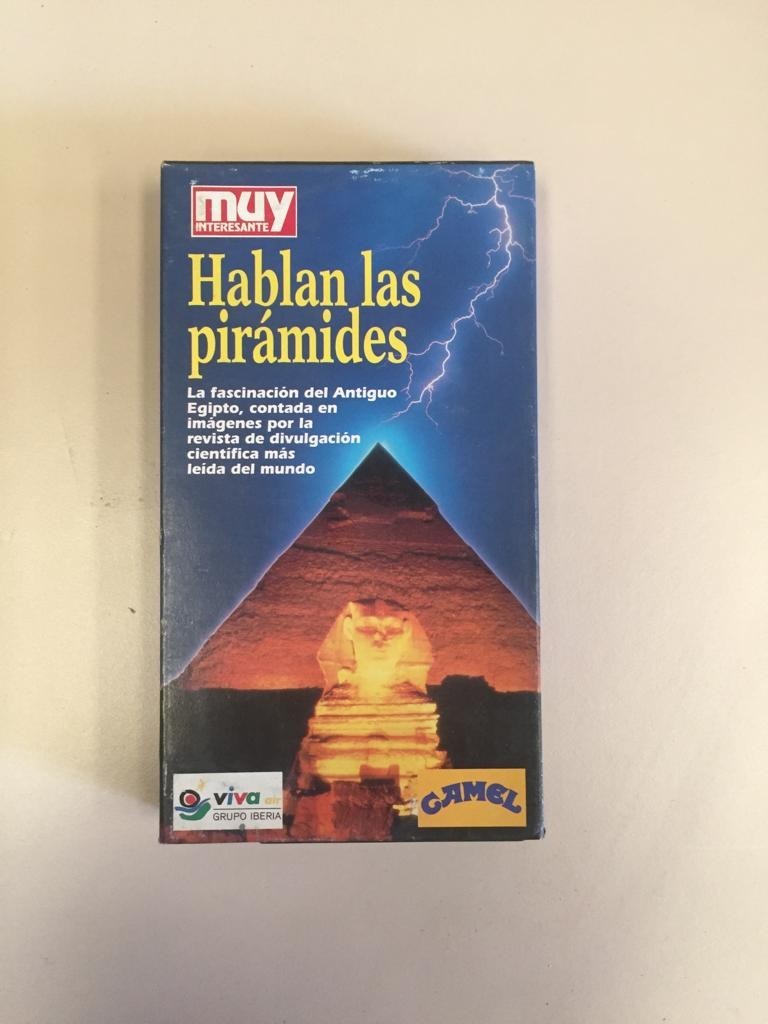 muy
INTERESANTE
Hablan las
pirámides
La fascinación del Antiguo
Egipto, contada en
imágenes por la
revista de divulgación
científica más
leída del mundo
viva air
GRUPO IBERIA
CAMEL